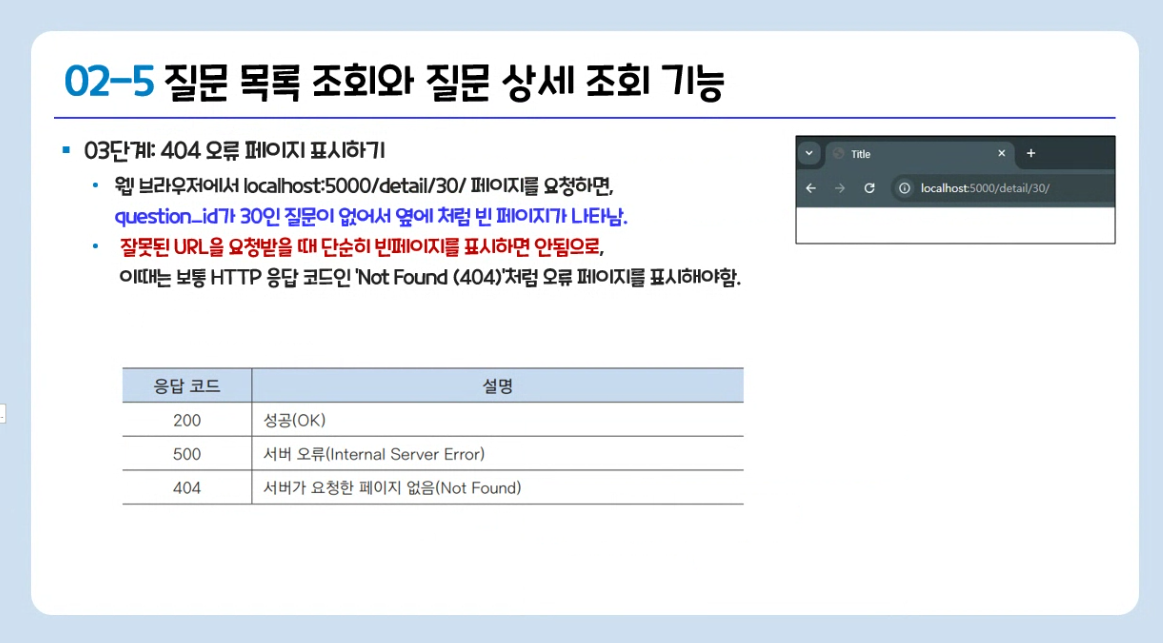 02-5 질문 목록 조회와 질문 상세 조회 기능
03단계: 404 오류 페이지 표시하기
웹 브라우저에서 localhost:5000/detail/30/ 페이지를 요청하면,
question_id가 30인 질문이 없어서 옆에 처럼 빈 페이지가 나타남.
잘못된 URL을 요청받을 때 단순히 빈페이지를 표시하면 안됨으로,
이때는 보통 HTTP 응답 코드인 'Not Found (404)'처럼 오류 페이지를 표시해야함.
Title
localhost:5000/detail/30/
응답 코드 설명
200 성공(OK)
500 서버 오류(Internal Server Error)
404 서버가 요청한 페이지 없음(Not Found)